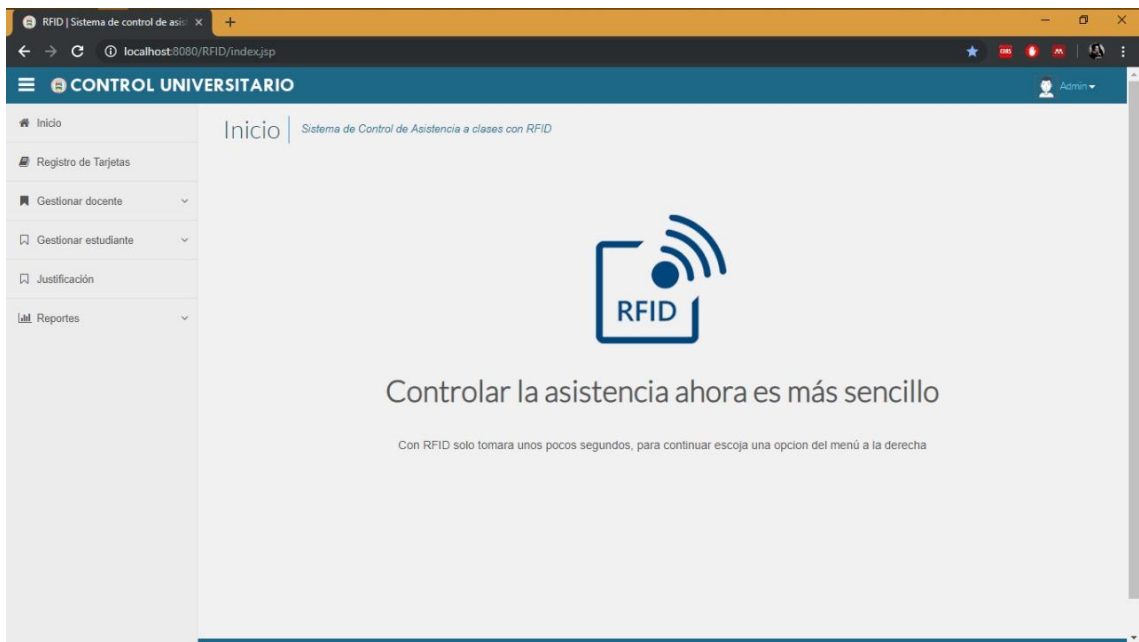 RFID | Sistema de control de asis
localhost:8080/RFID/index.jsp
CONTROL UNIVERSITARIO
Admin
Inicio
Registro de Tarjetas
Gestionar docente
Gestionar estudiante
Justificación
Reportes
Inicio
Sistema de Control de Asistencia a clases con RFID
RFID
Controlar la asistencia ahora es más sencillo
Con RFID solo tomara unos pocos segundos, para continuar escoja una opcion del menú a la derecha